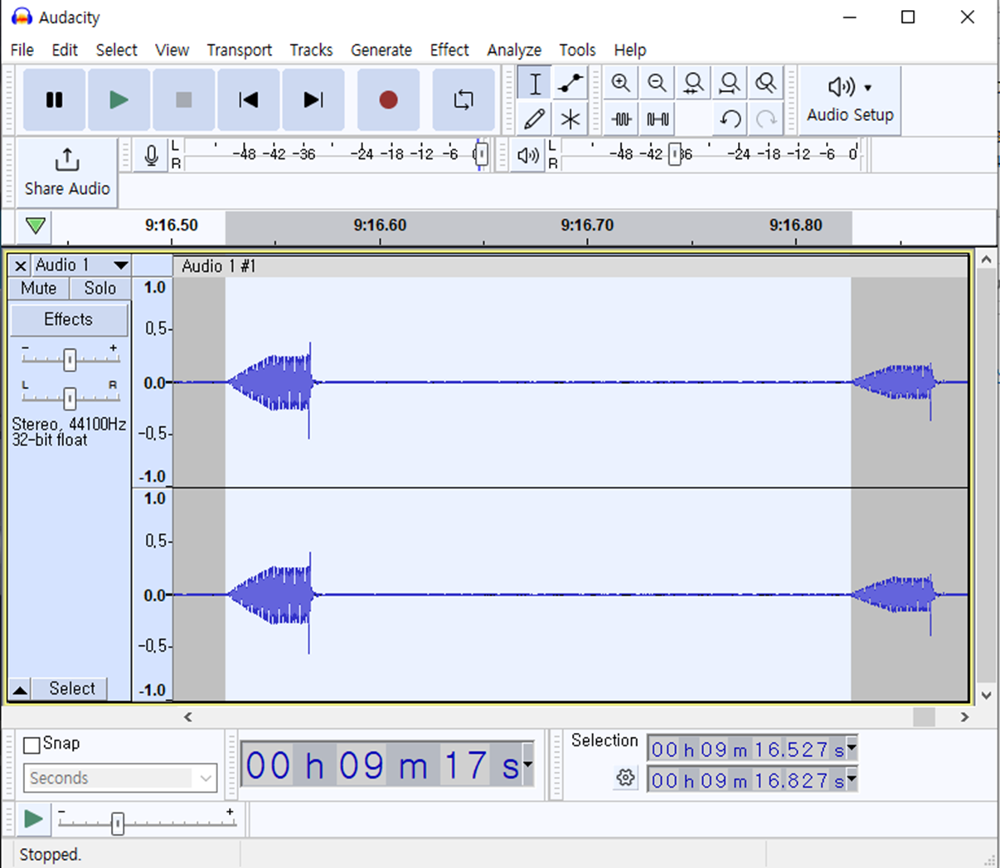 Audacity
File Edit Select View Transport Tracks Generate Effect Analyze Tools Help
Audio Setup
L
R
-48 -42 -36 -24 -18 -12 -6
L
R
-48 -42 36 -24 -18 -12 -6 0
Share Audio
9:16.50 9:16.60 9:16.70 9:16.80
Audio 1
Audio 1 #1
Mute Solo
Effects
- +
L R
Stereo, 44100Hz
32-bit float
1.0
0.5-
0.0-
-0.5-
-1.0
1.0
0.5-
0.0-
-0.5-
-1.0
Select
Snap
Seconds
00 h 09 m 17 s
Selection
00 h 09 m 16.527 s
00 h 09 m 16.827 s
- +
Stopped.